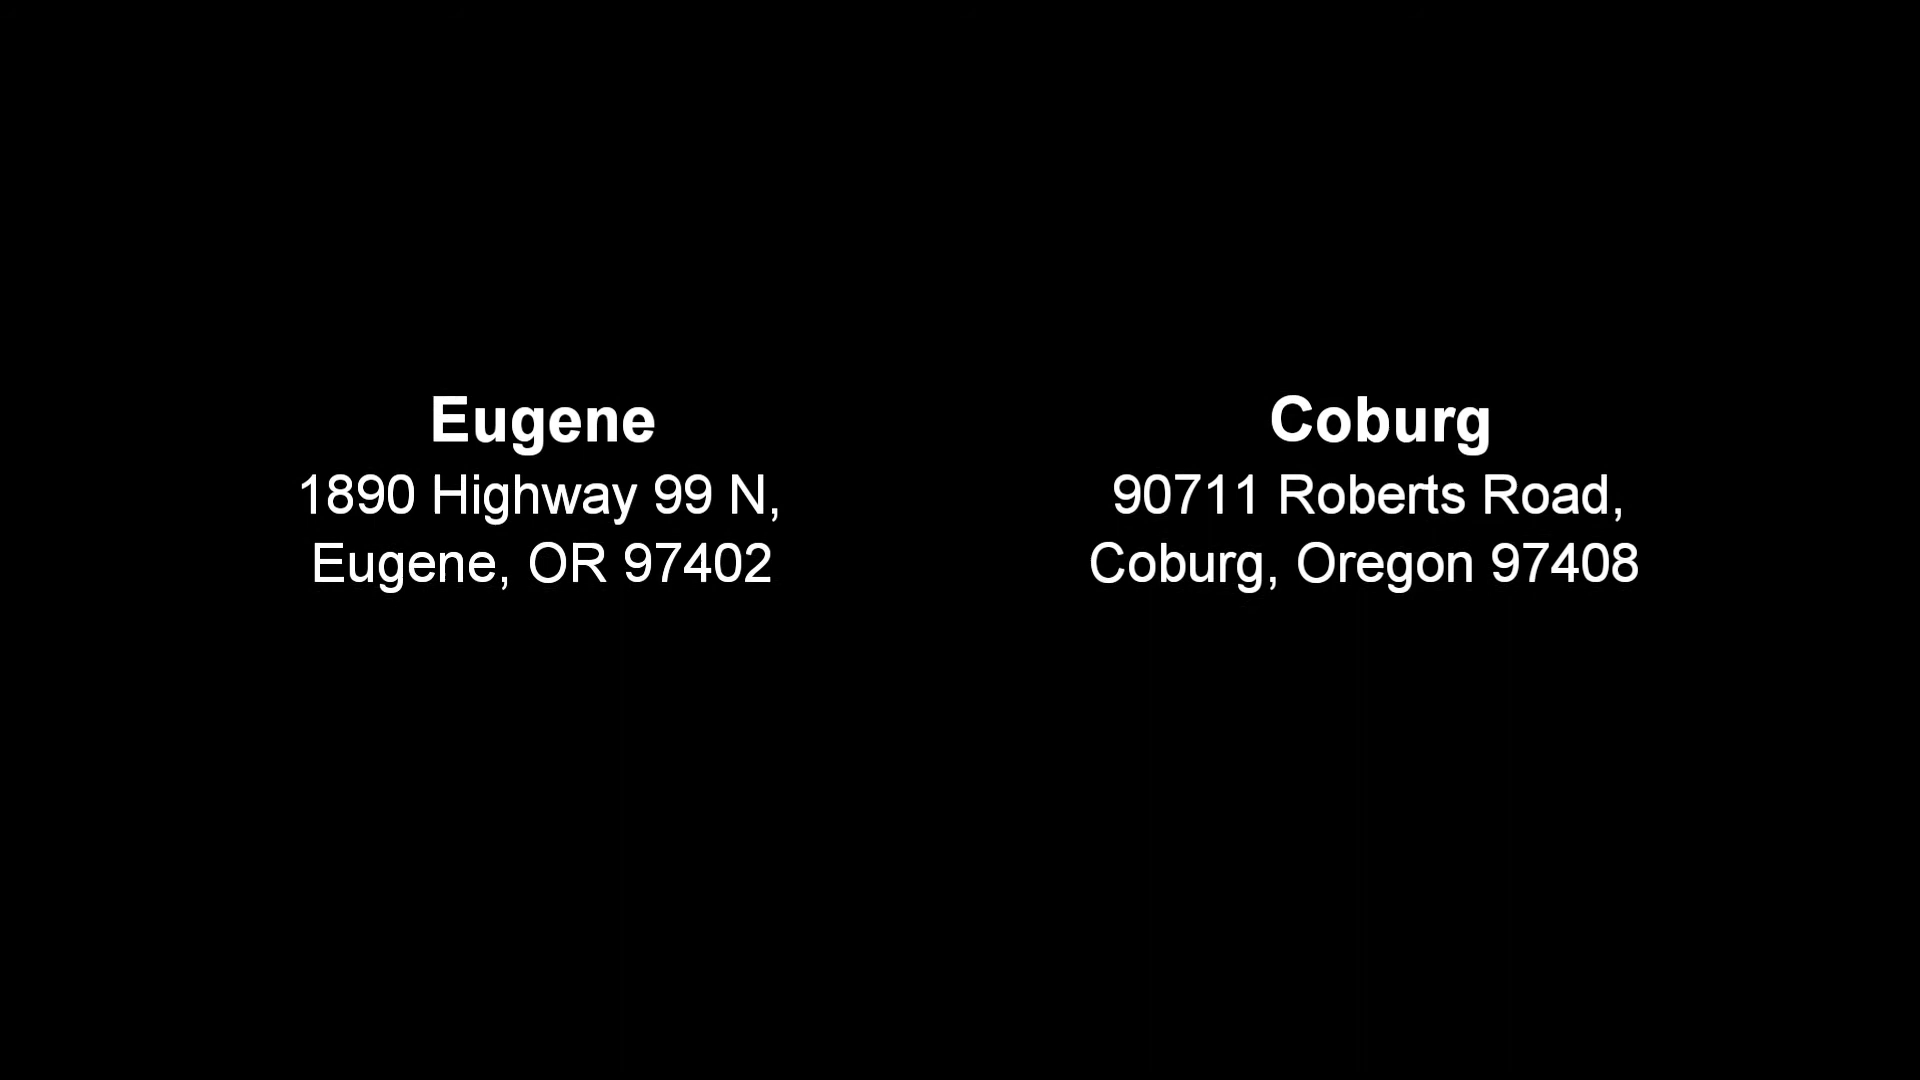 Eugene
1890 Highway 99 N,
Eugene, OR 97402
Coburg
90711 Roberts Road,
Coburg, Oregon 97408